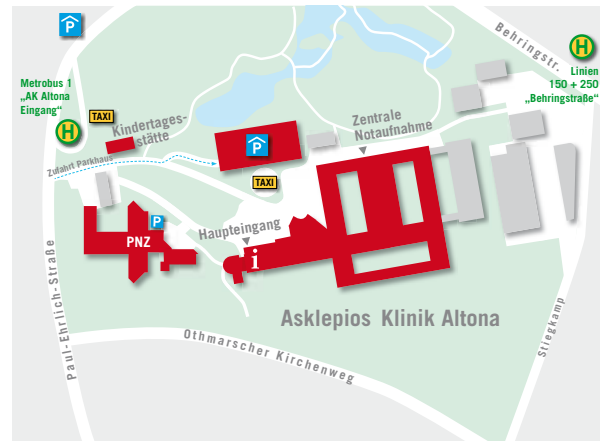 P
Behringstr.
H
Metrobus 1
„AK Altona
Eingang“
Linien
150 + 250
„Behringstraße“
H
TAXI
Kindertages-
stätte
Zentrale
Notaufnahme
P
Zufahrt Parkhaus
TAXI
P
PNZ
Haupteingang
i
Asklepios Klinik Altona
Paul-Ehrlich-Straße
Othmarscher Kirchenweg
Stiegkamp